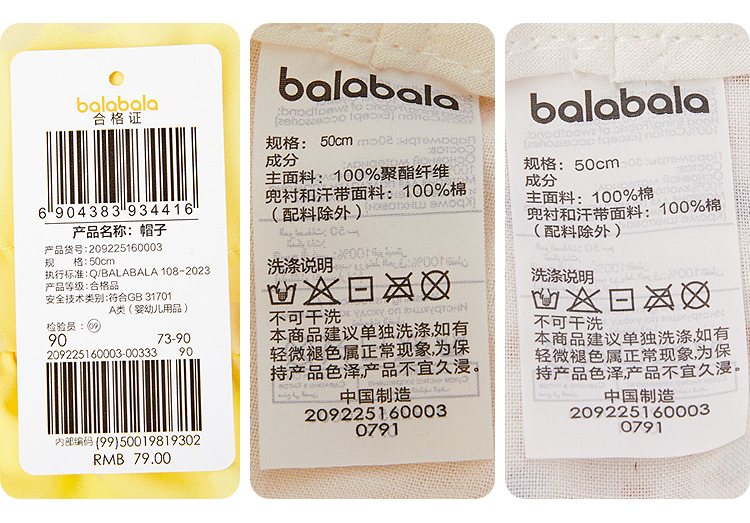 balabala
合格证
6 904383 934416
产品名称: 帽子
产品货号: 209225160003
规 格: 50cm
执行标准: Q/BALABALA 108-2023
产品等级: 合格品
安全技术类别: 符合GB 31701
A类 (婴幼儿用品)
检验员: 09
90 73-90
209225160003-00333 90
内部编码 (99)50019819302
RMB 79.00
balabala
规格: 50cm
成分
主面料: 100%聚酯纤维
兜衬和汗带面料: 100%棉
(配料除外)
洗涤说明
不可干洗
本商品建议单独洗涤,如有
轻微褪色属正常现象,为保
持产品色泽,产品不宜久浸。
中国制造
209225160003
0791
balabala
规格: 50cm
成分
主面料: 100%棉
兜衬和汗带面料: 100%棉
(配料除外)
洗涤说明
不可干洗
本商品建议单独洗涤,如有
轻微褪色属正常现象,为保
持产品色泽,产品不宜久浸。
中国制造
209225160003
0791